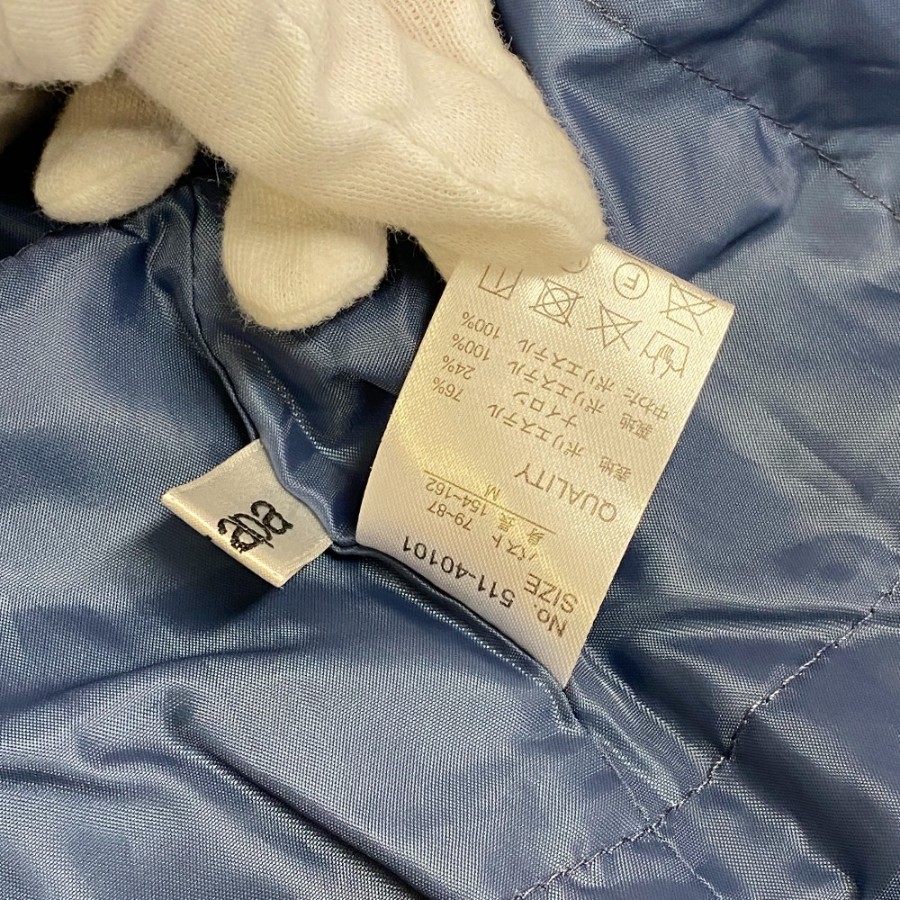 No. 511-40101
SIZE
バスト 79-87
身 長 154~162
M
QUALITY
表地 ポリエステル 76%
ナイロン 24%
裏地 ポリエステル 100%
中わた ポリエステル 100%
F